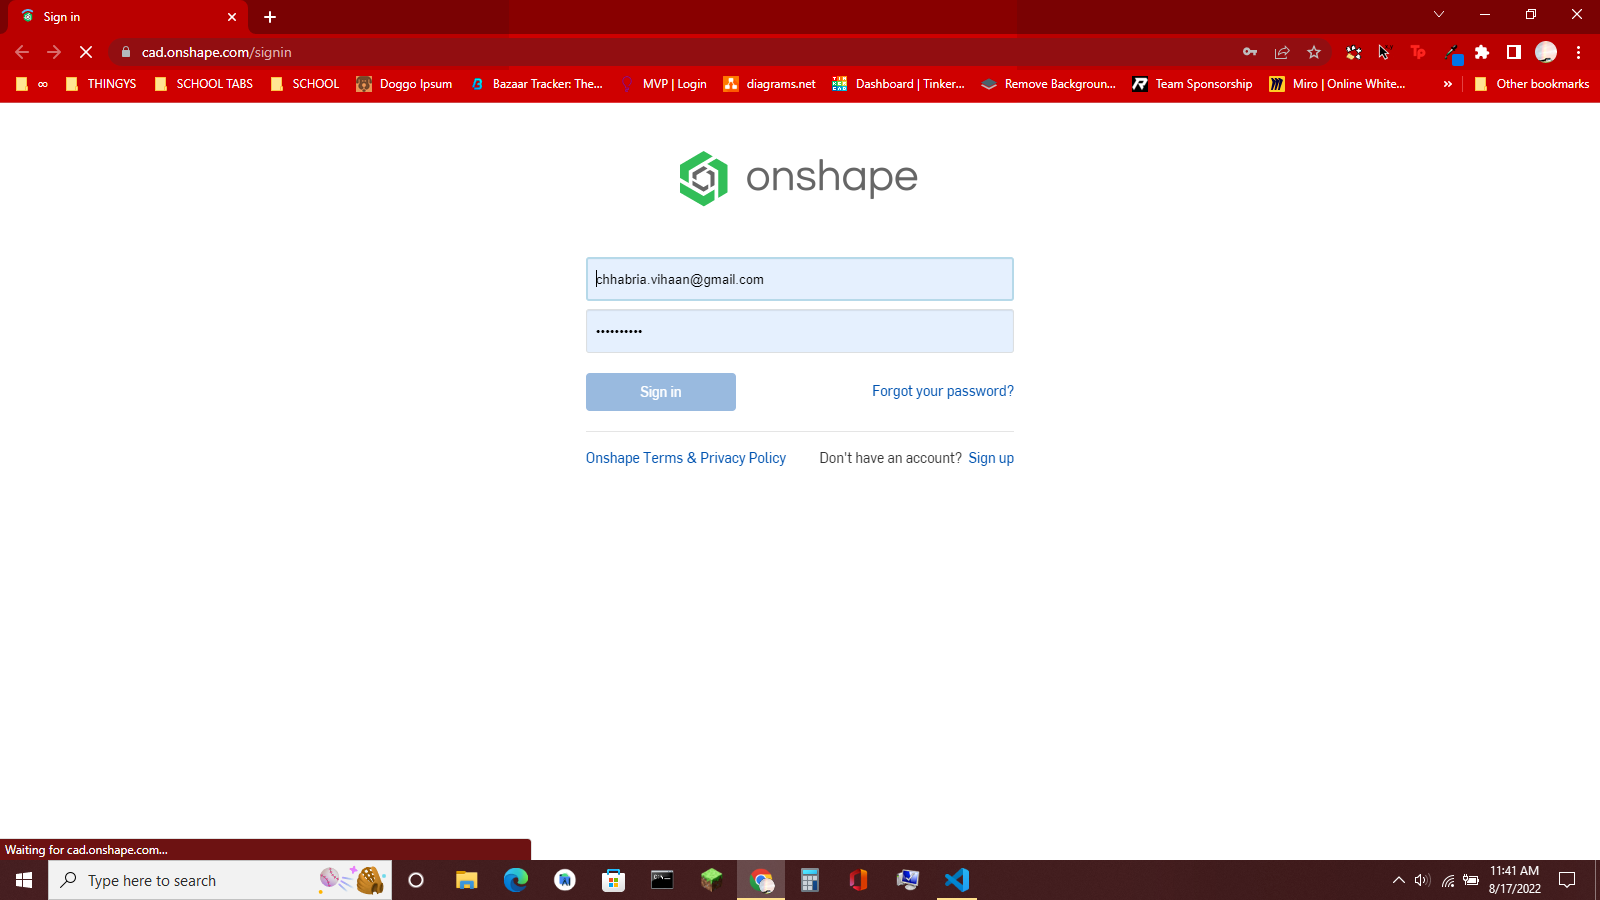 Sign in
cad.onshape.com/signin
∞ THINGYS SCHOOL TABS SCHOOL Doggo Ipsum Bazaar Tracker: The... MVP | Login diagrams.net Dashboard | Tinker... Remove Backgroun... Team Sponsorship Miro | Online White... » Other bookmarks
onshape
chhabria.vihaan@gmail.com
••••••••••
Sign in Forgot your password?
Onshape Terms & Privacy Policy Don't have an account? Sign up
Waiting for cad.onshape.com...
Type here to search
11:41 AM
8/17/2022